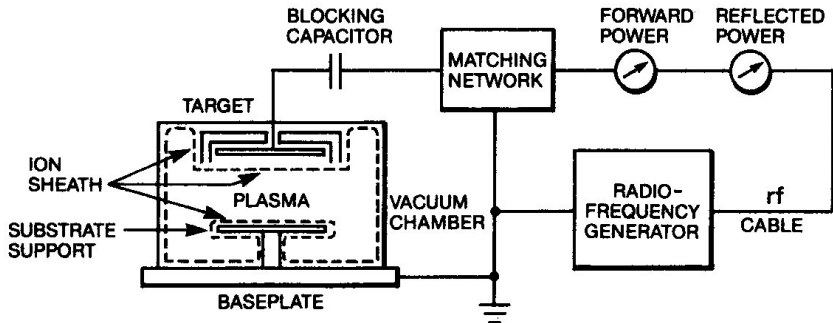 BLOCKING
CAPACITOR
MATCHING
NETWORK
FORWARD
POWER
REFLECTED
POWER
TARGET
ION
SHEATH
PLASMA
SUBSTRATE
SUPPORT
VACUUM
CHAMBER
BASEPLATE
RADIO-
FREQUENCY
GENERATOR
rf
CABLE